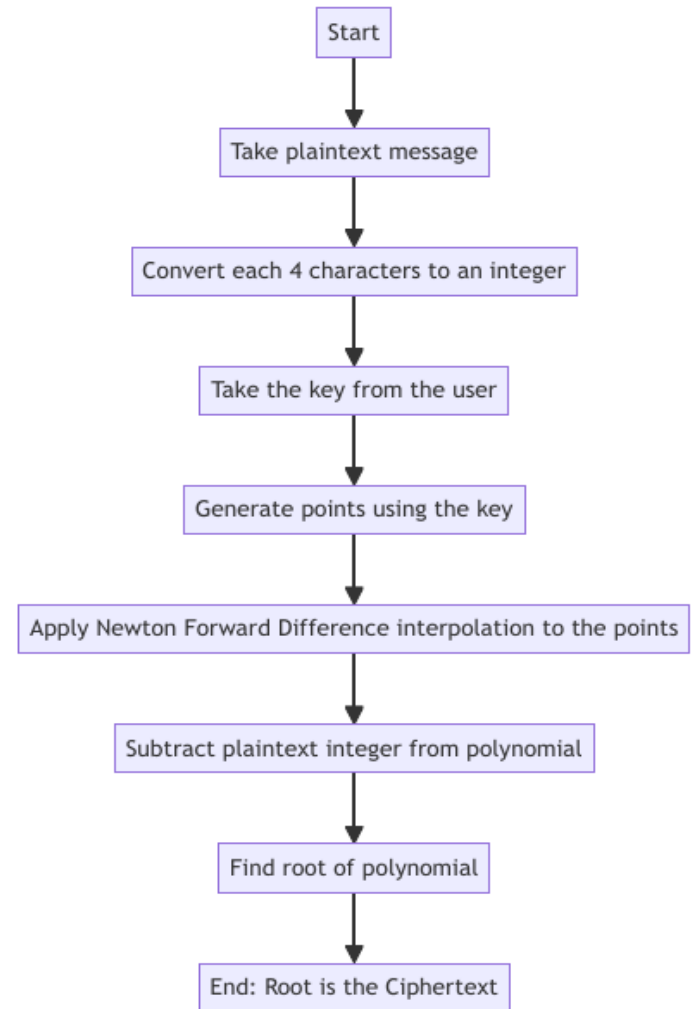 Start
Take plaintext message
Convert each 4 characters to an integer
Take the key from the user
Generate points using the key
Apply Newton Forward Difference interpolation to the points
Subtract plaintext integer from polynomial
Find root of polynomial
End: Root is the Ciphertext